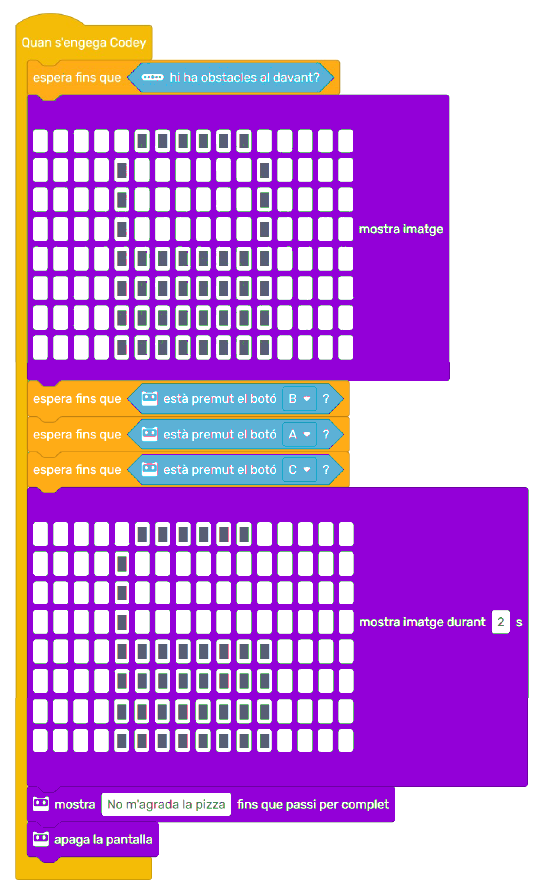 Quan s'engega Codey
espera fins que hi ha obstacles al davant?
mostra imatge
espera fins que està premut el botó B ?
espera fins que està premut el botó A ?
espera fins que està premut el botó C ?
mostra imatge durant 2 s
mostra No m'agrada la pizza fins que passi per complet
apaga la pantalla